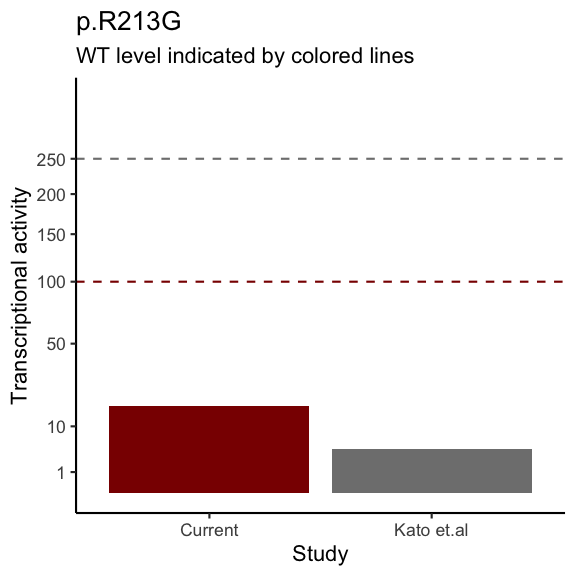 p.R213G
WT level indicated by colored lines
Transcriptional activity
250
200
150
100
50
10
1
Current
Kato et.al
Study